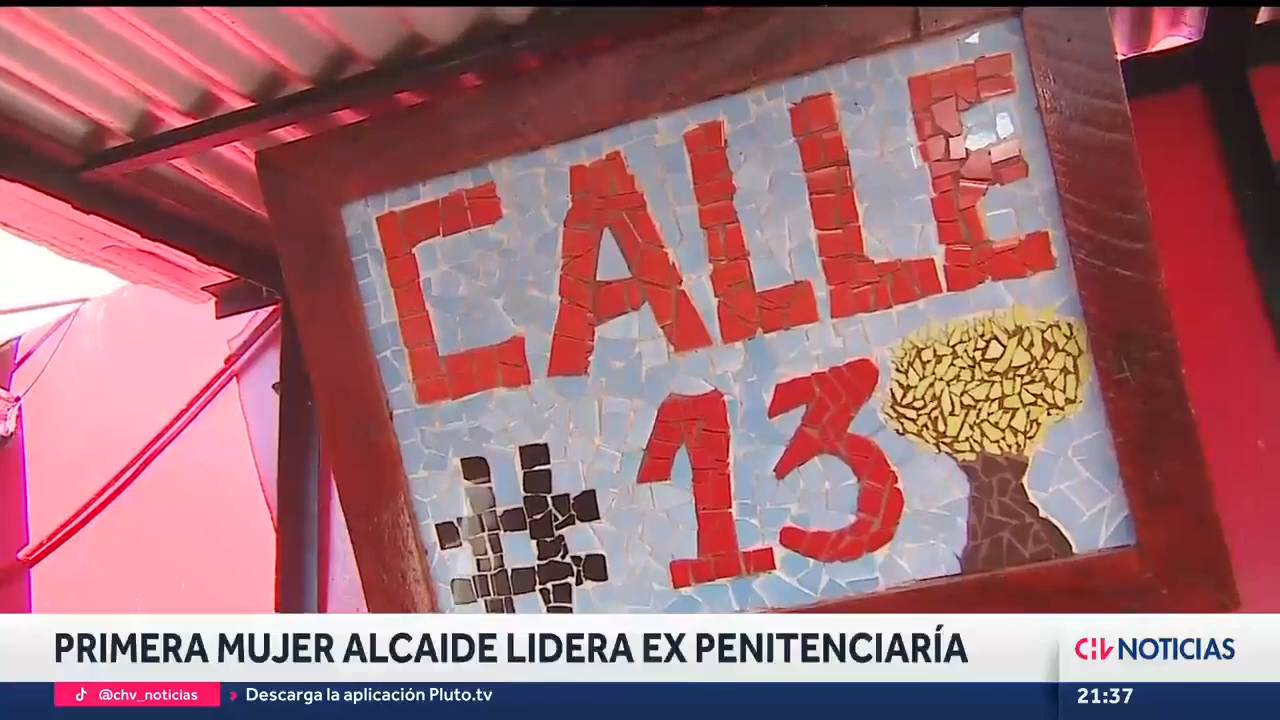 CALLE
#13
PRIMERA MUJER ALCAIDE LIDERA EX PENITENCIARÍA
CHV NOTICIAS
@chv_noticias
Descarga la aplicación Pluto.tv
21:37